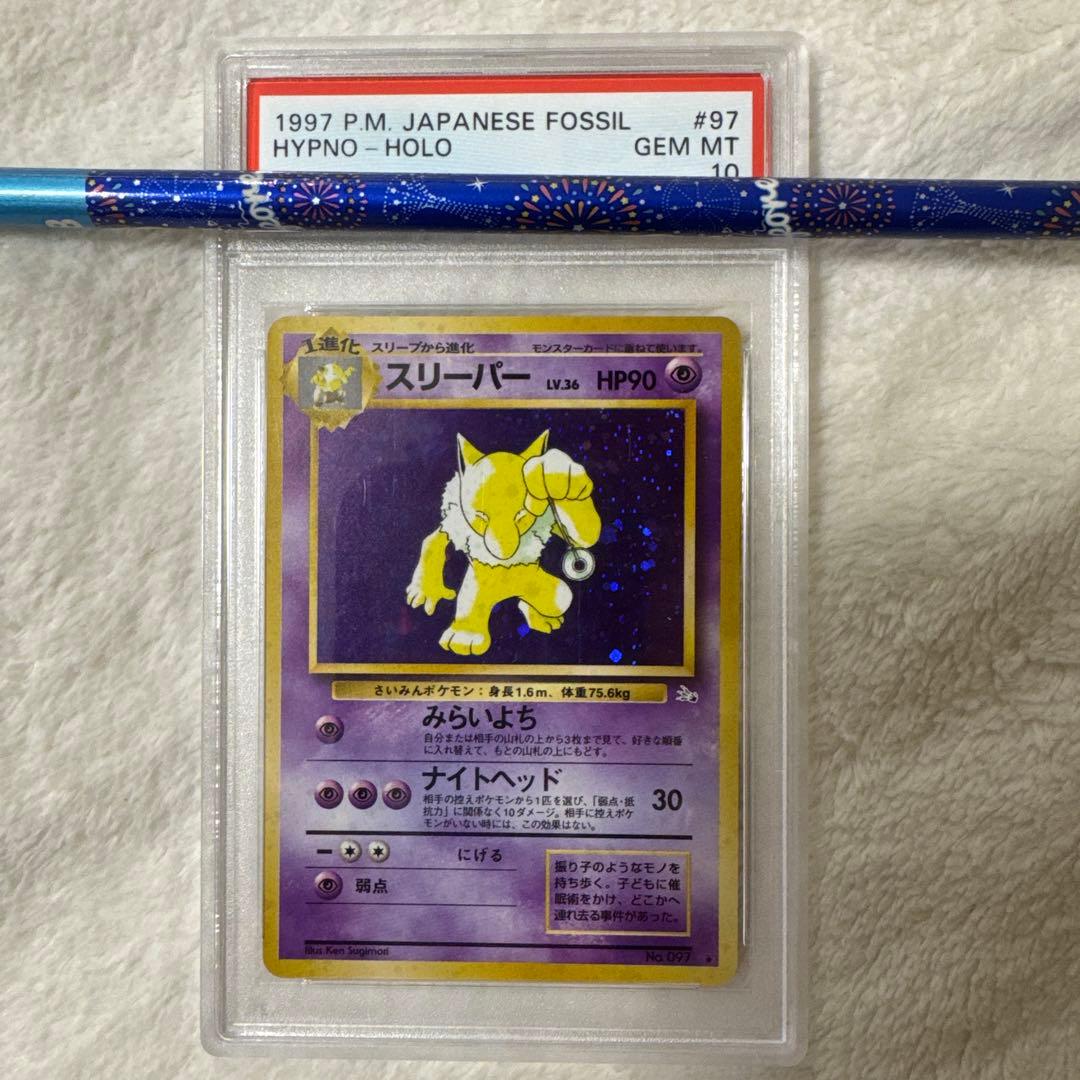 1997 P.M. JAPANESE FOSSIL #97
HYPNO - HOLO GEM MT
10
1進化 スリープから進化 モンスターカードに重ねて使います。
スリーパー LV.36 HP90
さいみんポケモン：身長1.6m、体重75.6kg
みらいよち
自分または相手の山札の上から3枚まで見て、好きな順番
に入れ替えて、もとの山札の上にもどす。
ナイトヘッド 30
相手の控えポケモンから1匹を選び、「弱点・抵
抗力」に関係なく10ダメージ。相手に控えポケ
モンがいない時には、この効果はない。
– にげる
弱点
振り子のようなモノを
持ち歩く。子どもに催
眠術をかけ、どこかへ
連れ去る事件があった。
Illus.Ken Sugimori No.097